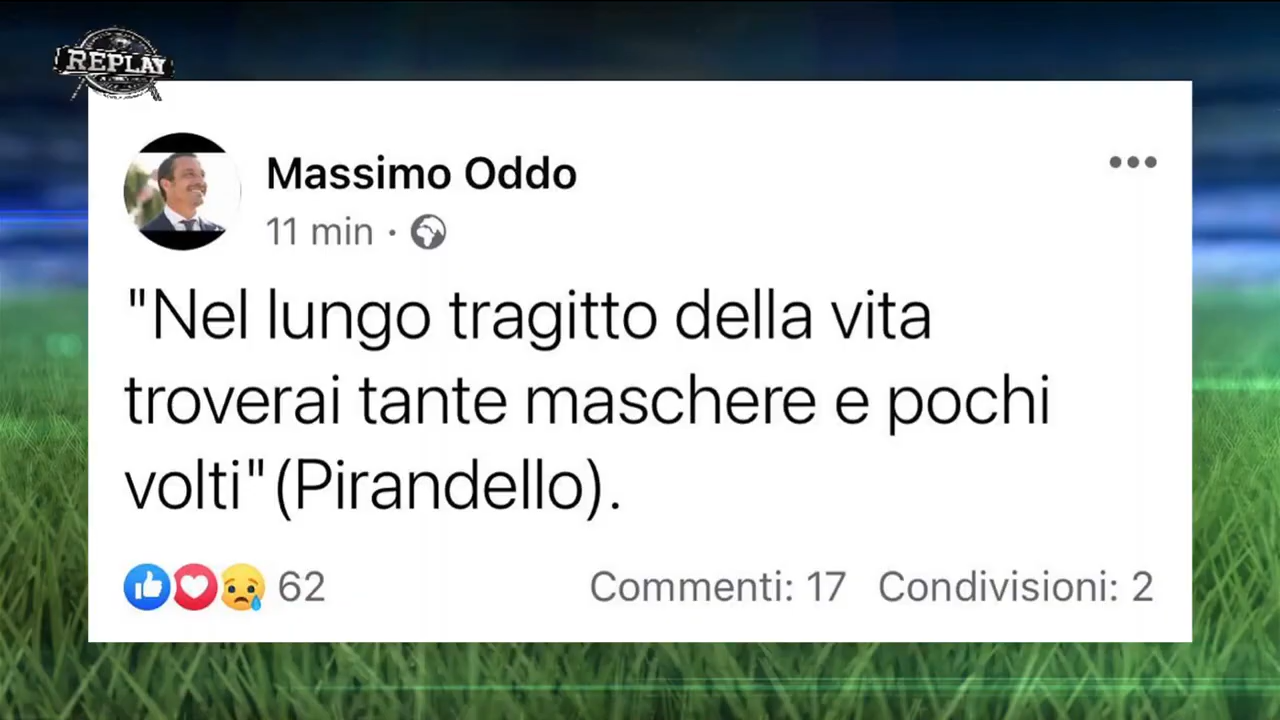 REPLAY
Massimo Oddo
11 min ·
"Nel lungo tragitto della vita
troverai tante maschere e pochi
volti"(Pirandello).
62 Commenti: 17 Condivisioni: 2